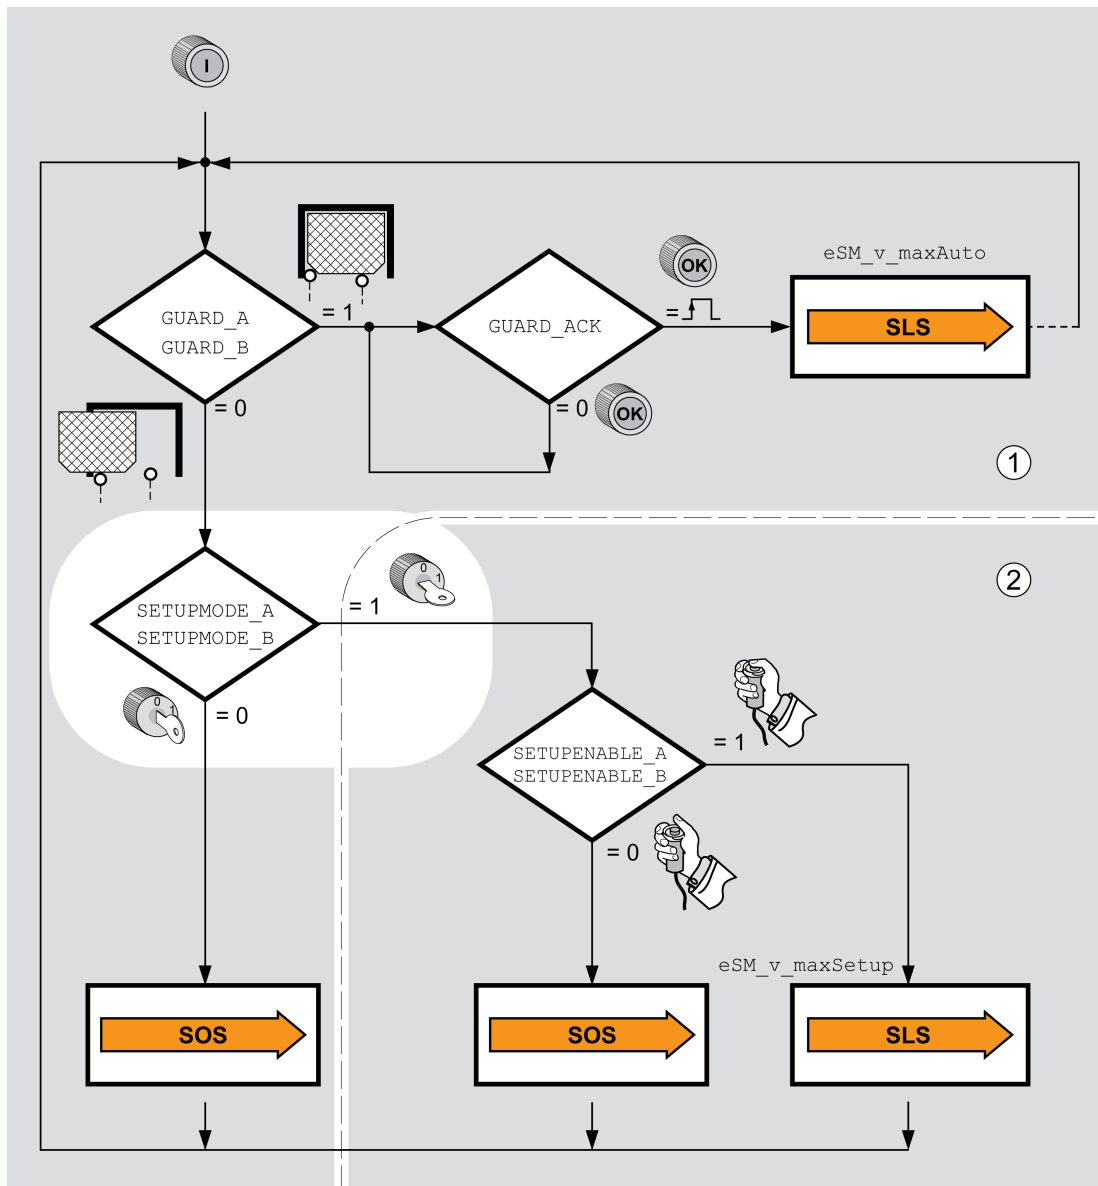 I
eSM_v_maxAuto
OK
GUARD_A
GUARD_B
= 1
GUARD_ACK
=
SLS
= 0
= 0
OK
1
2
0
1
= 1
SETUPMODE_A
SETUPMODE_B
0
1
= 0
= 1
SETUPENABLE_A
SETUPENABLE_B
= 0
eSM_v_maxSetup
SOS
SOS
SLS